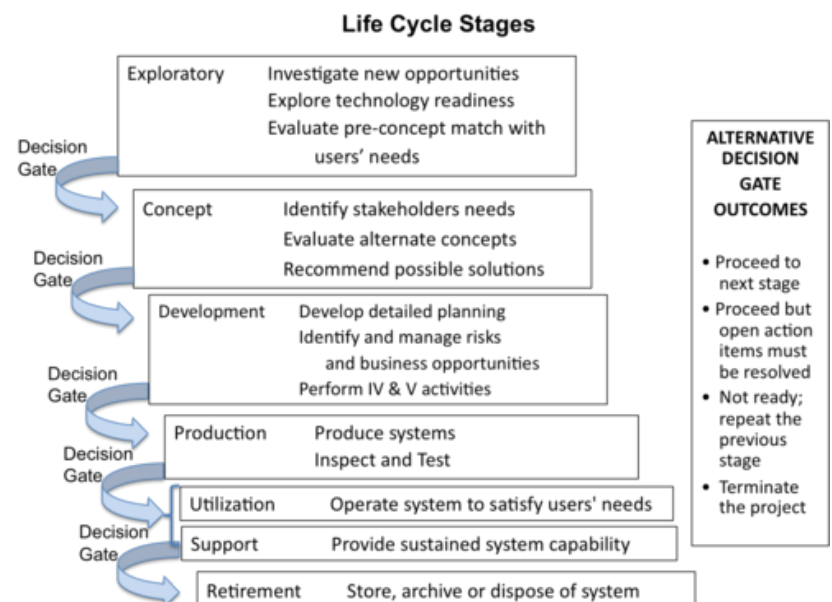 Life Cycle Stages
Exploratory Investigate new opportunities
Explore technology readiness
Evaluate pre-concept match with
users' needs
Decision
Gate
Concept Identify stakeholders needs
Evaluate alternate concepts
Recommend possible solutions
Decision
Gate
Development Develop detailed planning
Identify and manage risks
and business opportunities
Perform IV & V activities
Decision
Gate
Production Produce systems
Inspect and Test
Decision
Gate
Utilization Operate system to satisfy users' needs
Support Provide sustained system capability
Decision
Gate
Retirement Store, archive or dispose of system
ALTERNATIVE
DECISION
GATE
OUTCOMES
• Proceed to
next stage
• Proceed but
open action
items must
be resolved
• Not ready;
repeat the
previous
stage
• Terminate
the project